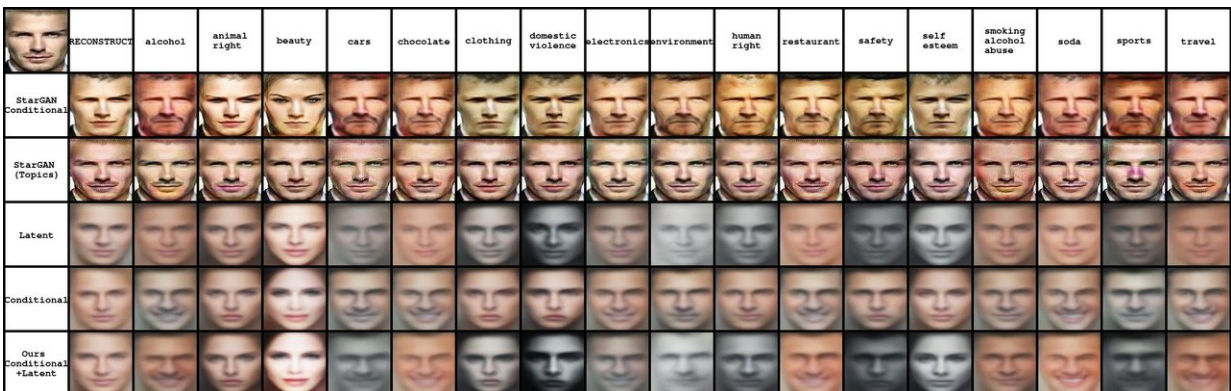 RECONSTRUCT alcohol animal right beauty cars chocolate clothing domestic violence electronics environment human right restaurant safety self esteem smoking alcohol abuse soda sports travel
StarGAN
Conditional
StarGAN
(Topics)
Latent
Conditional
Ours
Conditional
+Latent